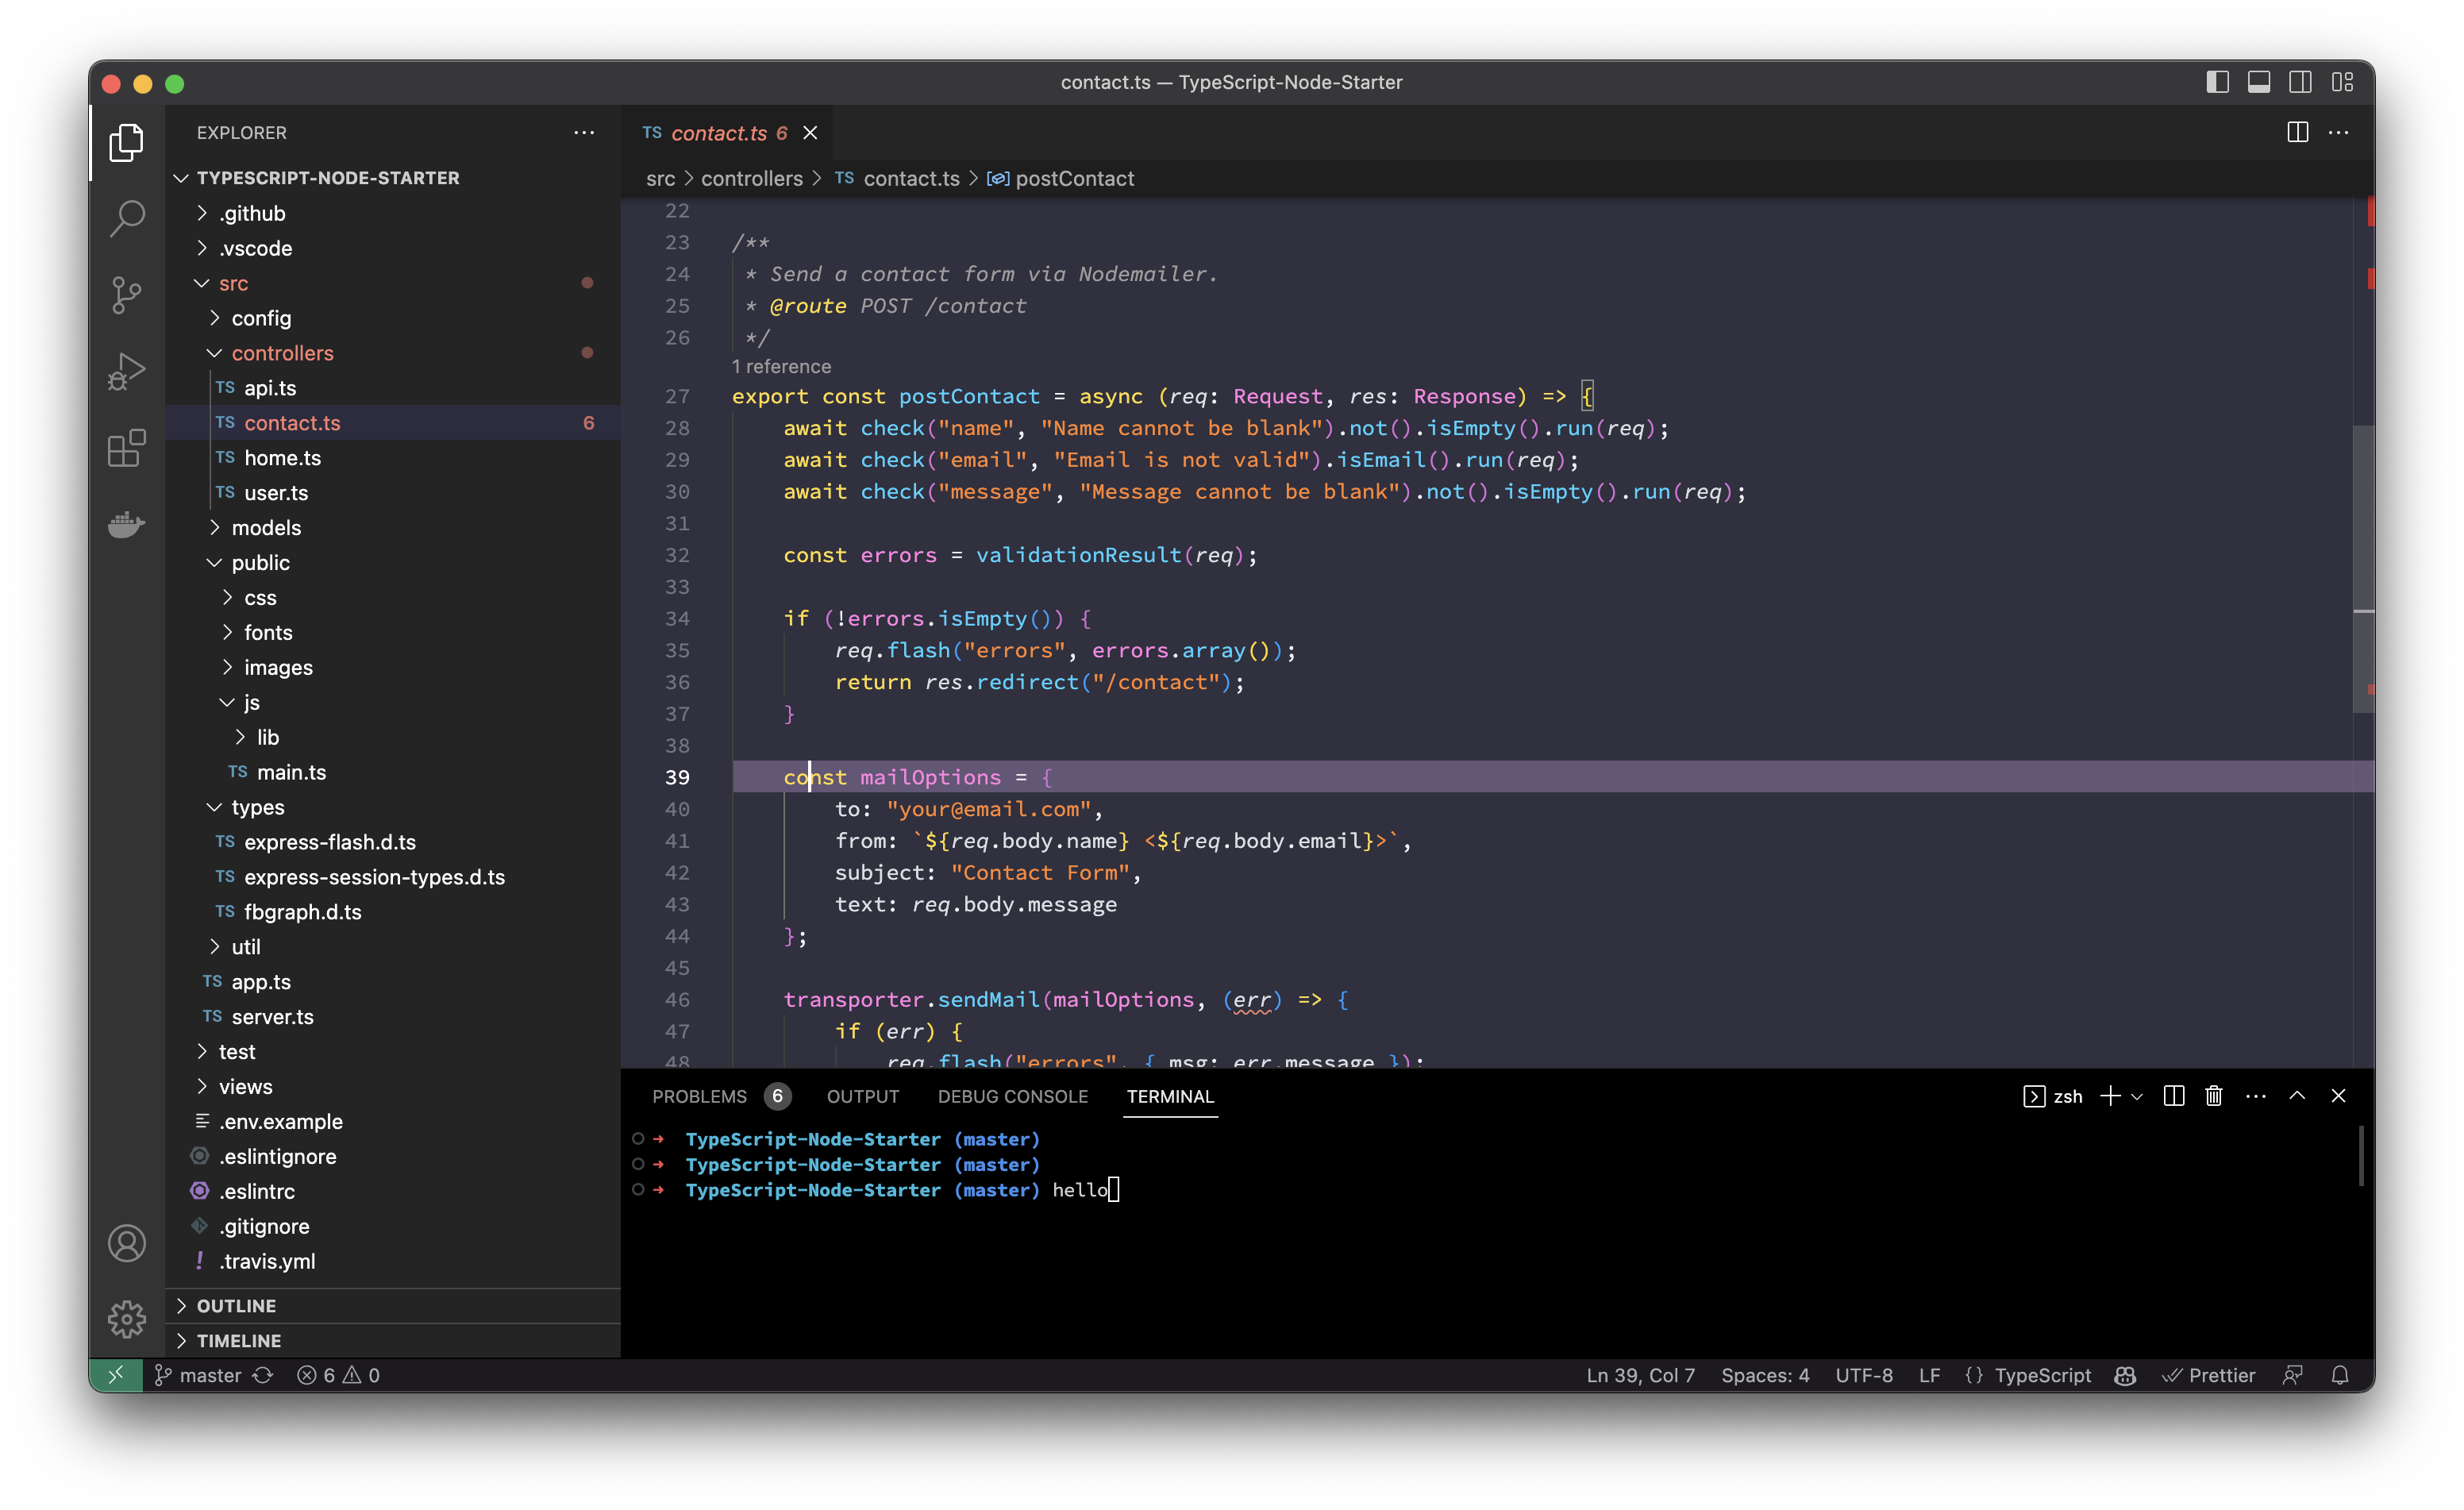 contact.ts — TypeScript-Node-Starter
EXPLORER
TYPESCRIPT-NODE-STARTER
.github
.vscode
src
config
controllers
TS api.ts
TS contact.ts 6
TS home.ts
TS user.ts
models
public
css
fonts
images
js
lib
TS main.ts
types
TS express-flash.d.ts
TS express-session-types.d.ts
TS fbgraph.d.ts
util
TS app.ts
TS server.ts
test
views
.env.example
.eslintignore
.eslintrc
.gitignore
! .travis.yml
OUTLINE
TIMELINE
TS contact.ts 6
src > controllers > TS contact.ts > postContact
22
23 /**
24 * Send a contact form via Nodemailer.
25 * @route POST /contact
26 */
1 reference
27 export const postContact = async (req: Request, res: Response) => {
28 await check("name", "Name cannot be blank").not().isEmpty().run(req);
29 await check("email", "Email is not valid").isEmail().run(req);
30 await check("message", "Message cannot be blank").not().isEmpty().run(req);
31
32 const errors = validationResult(req);
33
34 if (!errors.isEmpty()) {
35 req.flash("errors", errors.array());
36 return res.redirect("/contact");
37 }
38
39 const mailOptions = {
40 to: "your@email.com",
41 from: `${req.body.name} <${req.body.email}>`,
42 subject: "Contact Form",
43 text: req.body.message
44 };
45
46 transporter.sendMail(mailOptions, (err) => {
47 if (err) {
48 req.flash("errors", { msg: err.message });
PROBLEMS 6 OUTPUT DEBUG CONSOLE TERMINAL zsh
→ TypeScript-Node-Starter (master)
→ TypeScript-Node-Starter (master)
→ TypeScript-Node-Starter (master) hello
master 6 0 Ln 39, Col 7 Spaces: 4 UTF-8 LF {} TypeScript Prettier